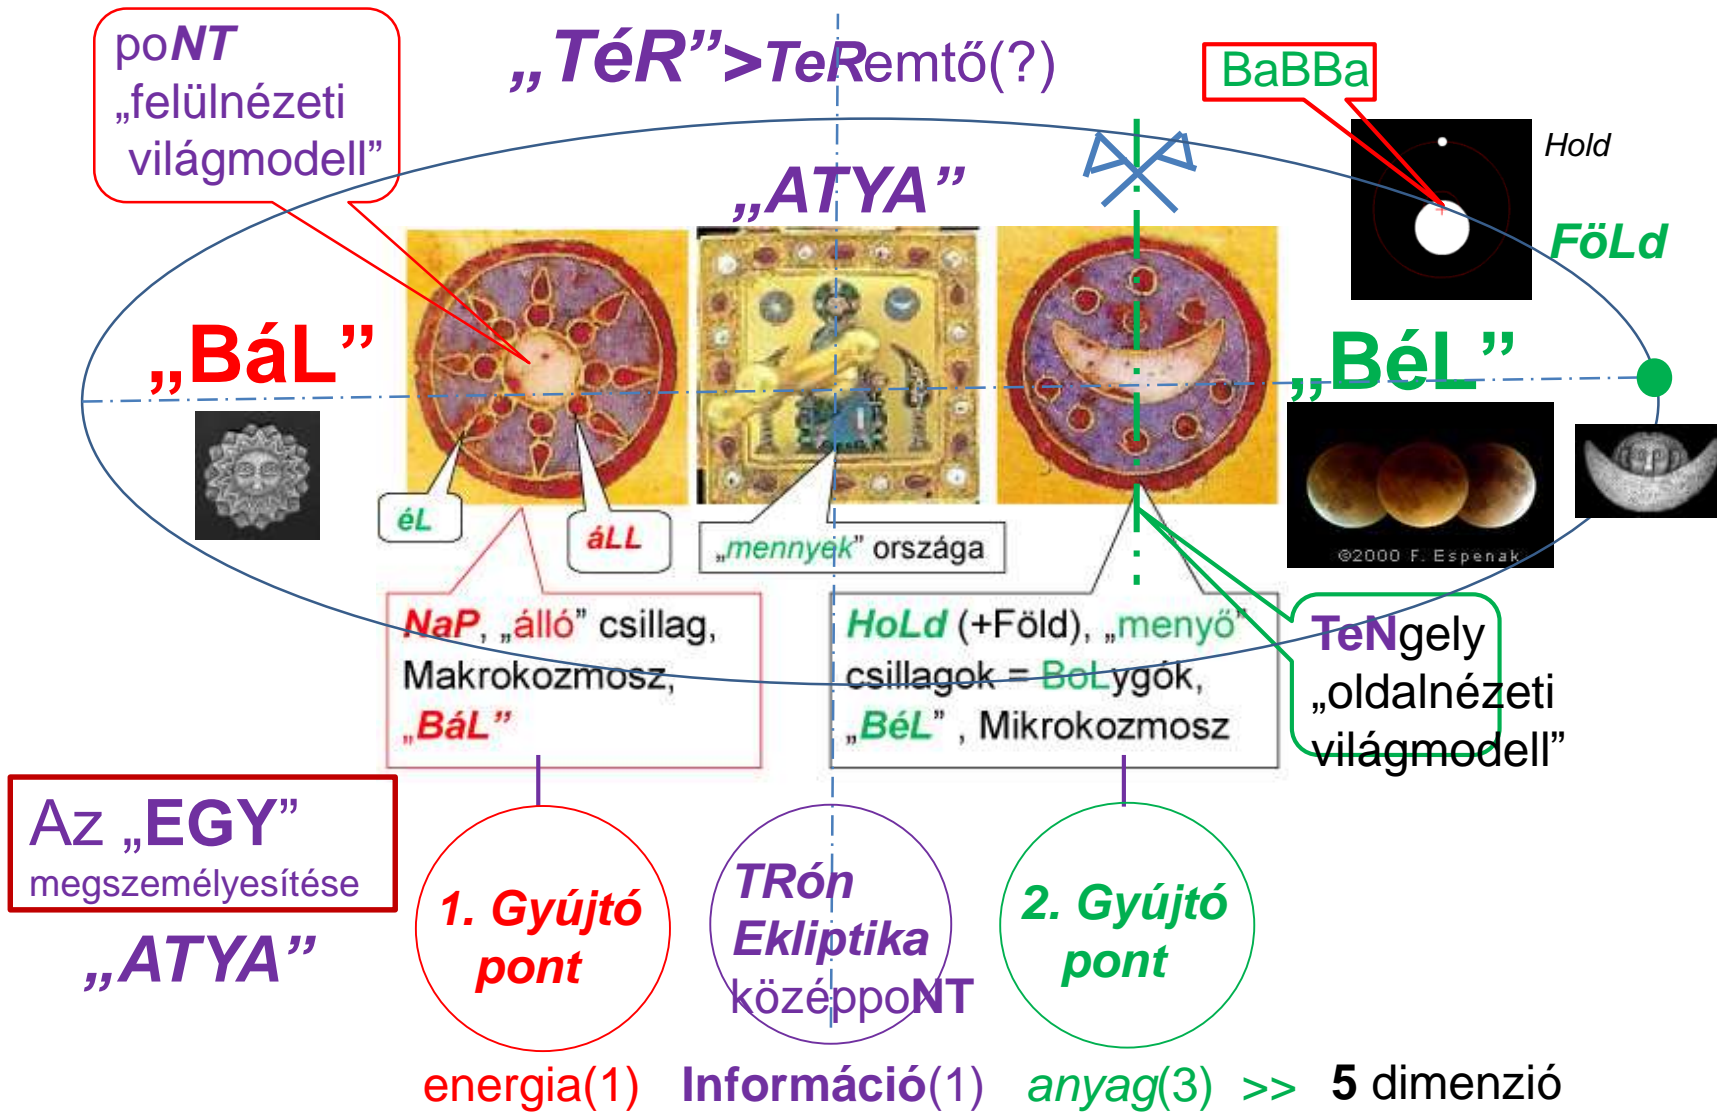 poNT
„felülnézeti
világmodell”
„TéR”>TeRemtő(?)
BaBBa
Hold
FöLd
„ATYA”
„BáL”
„BéL”
éL
áLL
„mennyek” országa
©2000 F. Espenak
NaP, „álló” csillag,
Makrokozmosz,
„BáL”
HoLd (+Föld), „menyő”
csillagok = BoLygók,
„BéL” , Mikrokozmosz
TeNgely
„oldalnézeti
világmodell”
Az „EGY”
megszemélyesítése
„ATYA”
1. Gyújtó
pont
TRón
Ekliptika
középpoNT
2. Gyújtó
pont
energia(1) Információ(1) anyag(3) >> 5 dimenzió